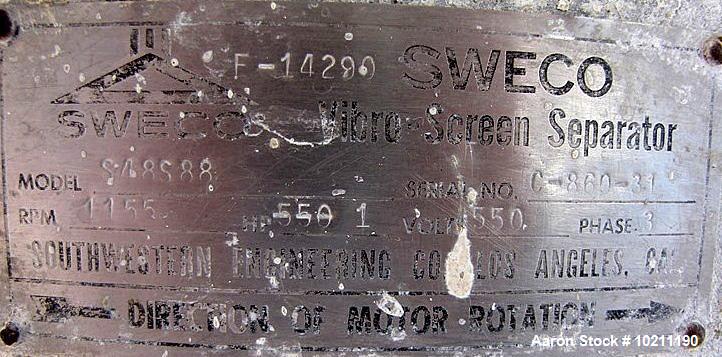 F-14290 SWECO
SWECO Vibro-Screen Separator
MODEL S48S88 SERIAL NO. C-860-31
RPM 1155 HP 550 1 VOLT 550 PHASE 3
SOUTHWESTERN ENGINEERING CO. LOS ANGELES, CAL
DIRECTION OF MOTOR ROTATION
Aaron Stock # 10211190